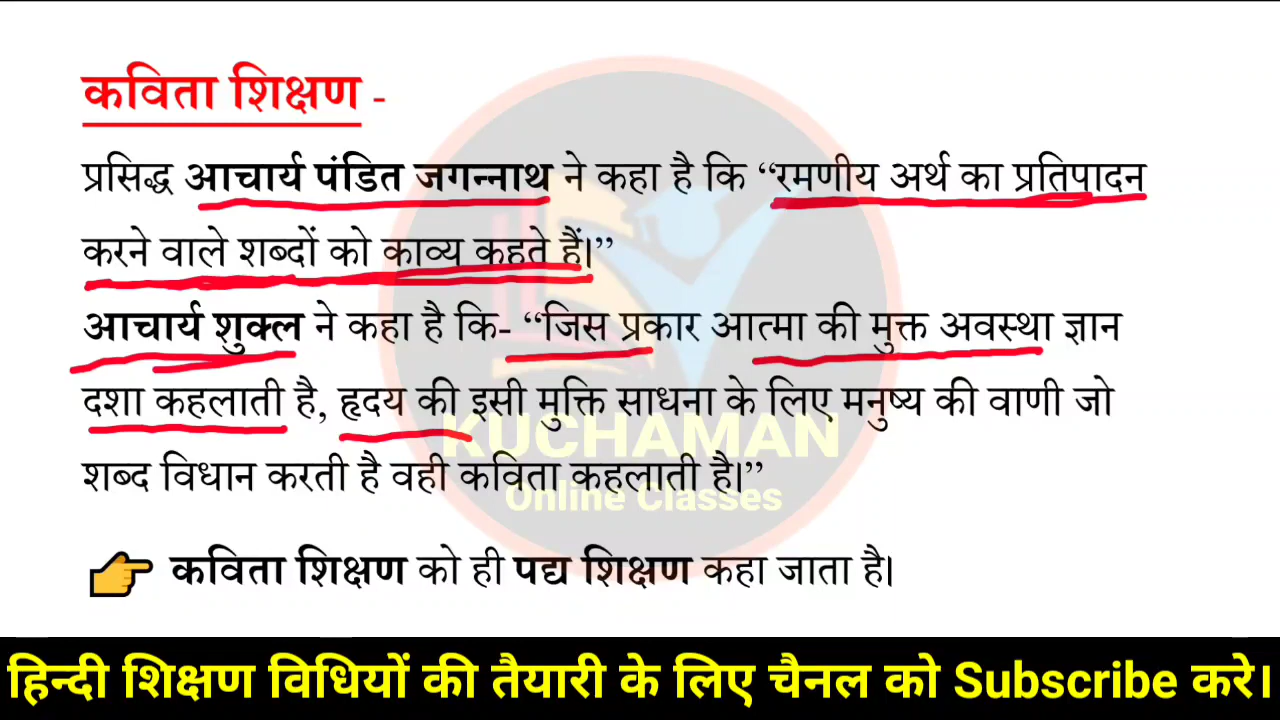 कविता शिक्षण -
प्रसिद्ध आचार्य पंडित जगन्नाथ ने कहा है कि “रमणीय अर्थ का प्रतिपादन
करने वाले शब्दों को काव्य कहते हैं।”
आचार्य शुक्ल ने कहा है कि- “जिस प्रकार आत्मा की मुक्त अवस्था ज्ञान
दशा कहलाती है, हृदय की इसी मुक्ति साधना के लिए मनुष्य की वाणी जो
KUCHAMAN
शब्द विधान करती है वही कविता कहलाती है।”
Online Classes
कविता शिक्षण को ही पद्य शिक्षण कहा जाता है।
हिन्दी शिक्षण विधियों की तैयारी के लिए चैनल को Subscribe करे।